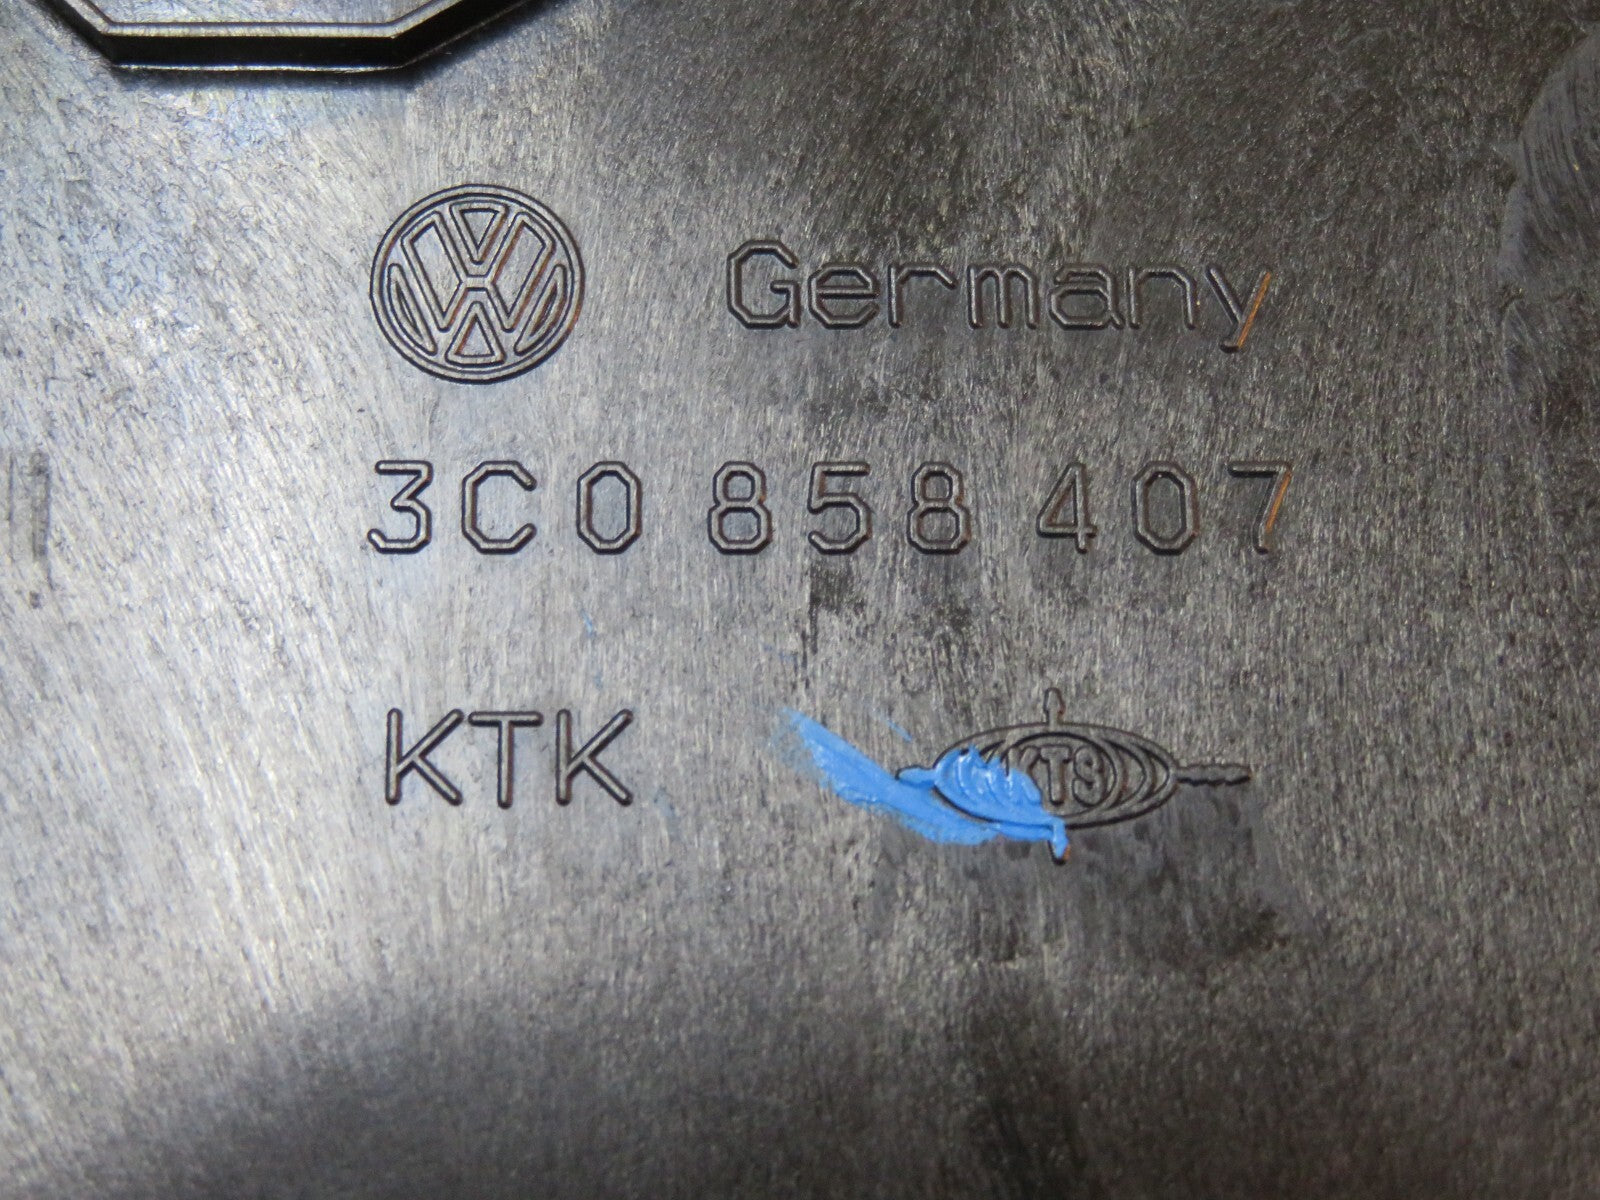 Germany
3C0 858 407
KTK KTS